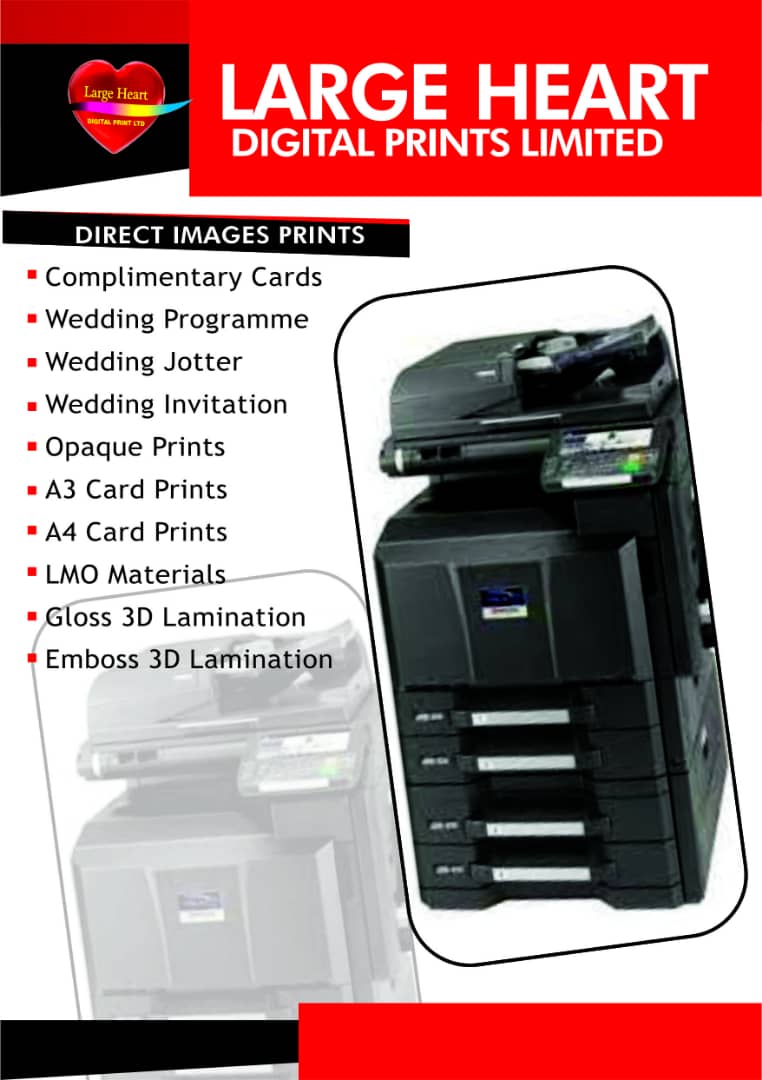 Large Heart
DIGITAL PRINT LTD
LARGE HEART
DIGITAL PRINTS LIMITED
DIRECT IMAGES PRINTS
Complimentary Cards
Wedding Programme
Wedding Jotter
Wedding Invitation
Opaque Prints
A3 Card Prints
A4 Card Prints
LMO Materials
Gloss 3D Lamination
Emboss 3D Lamination